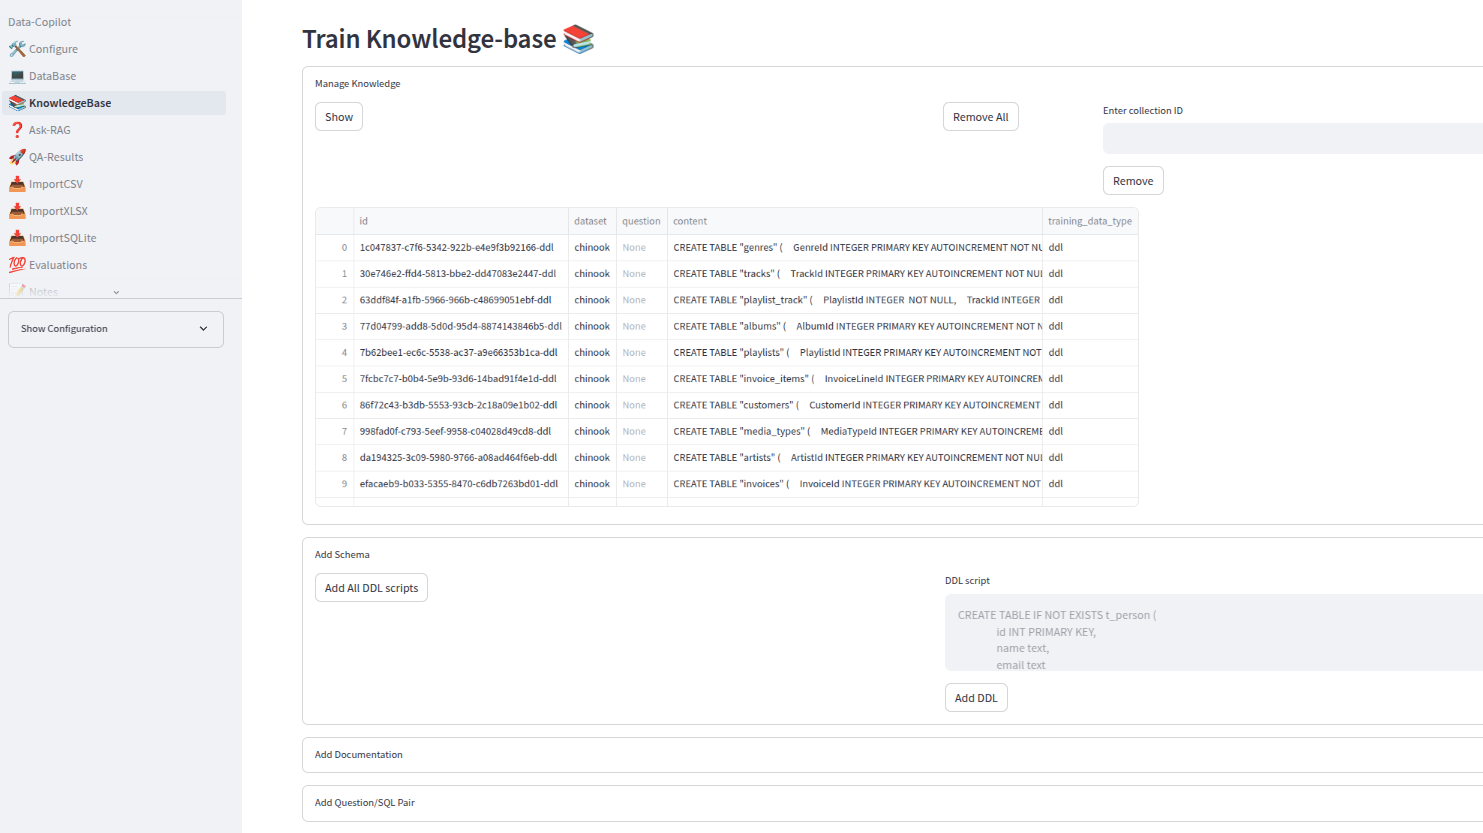 Data-Copilot
Configure
DataBase
KnowledgeBase
Ask-RAG
QA-Results
ImportCSV
ImportXLSX
ImportSQLite
Evaluations
Notes
Show Configuration
Train Knowledge-base
Manage Knowledge
Show
Remove All
Enter collection ID
Remove
id dataset question content training_data_type
0 1c047837-c7f6-5342-922b-e4e9f3b92166-ddl chinook None CREATE TABLE "genres" ( GenreId INTEGER PRIMARY KEY AUTOINCREMENT NOT NU ddl
1 30e746e2-ffd4-5813-bbe2-dd47083e2447-ddl chinook None CREATE TABLE "tracks" ( TrackId INTEGER PRIMARY KEY AUTOINCREMENT NOT NUL ddl
2 63ddf84f-a1fb-5966-966b-c48699051ebf-ddl chinook None CREATE TABLE "playlist_track" ( PlaylistId INTEGER NOT NULL, TrackId INTEGER ddl
3 77d04799-add8-5d0d-95d4-8874143846b5-ddl chinook None CREATE TABLE "albums" ( AlbumId INTEGER PRIMARY KEY AUTOINCREMENT NOT N ddl
4 7b62bee1-ec6c-5538-ac37-a9e66353b1ca-ddl chinook None CREATE TABLE "playlists" ( PlaylistId INTEGER PRIMARY KEY AUTOINCREMENT NOT ddl
5 7fcbc7c7-b0b4-5e9b-93d6-14bad91f4e1d-ddl chinook None CREATE TABLE "invoice_items" ( InvoiceLineId INTEGER PRIMARY KEY AUTOINCREM ddl
6 86f72c43-b3db-5553-93cb-2c18a09e1b02-ddl chinook None CREATE TABLE "customers" ( CustomerId INTEGER PRIMARY KEY AUTOINCREMENT ddl
7 998fad0f-c793-5eef-9958-c04028d49cd8-ddl chinook None CREATE TABLE "media_types" ( MediaTypeId INTEGER PRIMARY KEY AUTOINCREME ddl
8 da194325-3c09-5980-9766-a08ad464f6eb-ddl chinook None CREATE TABLE "artists" ( ArtistId INTEGER PRIMARY KEY AUTOINCREMENT NOT NUL ddl
9 efacaeb9-b033-5355-8470-c6db7263bd01-ddl chinook None CREATE TABLE "invoices" ( InvoiceId INTEGER PRIMARY KEY AUTOINCREMENT NOT ddl
Add Schema
Add All DDL scripts
DDL script
CREATE TABLE IF NOT EXISTS t_person (
id INT PRIMARY KEY,
name text,
email text
Add DDL
Add Documentation
Add Question/SQL Pair